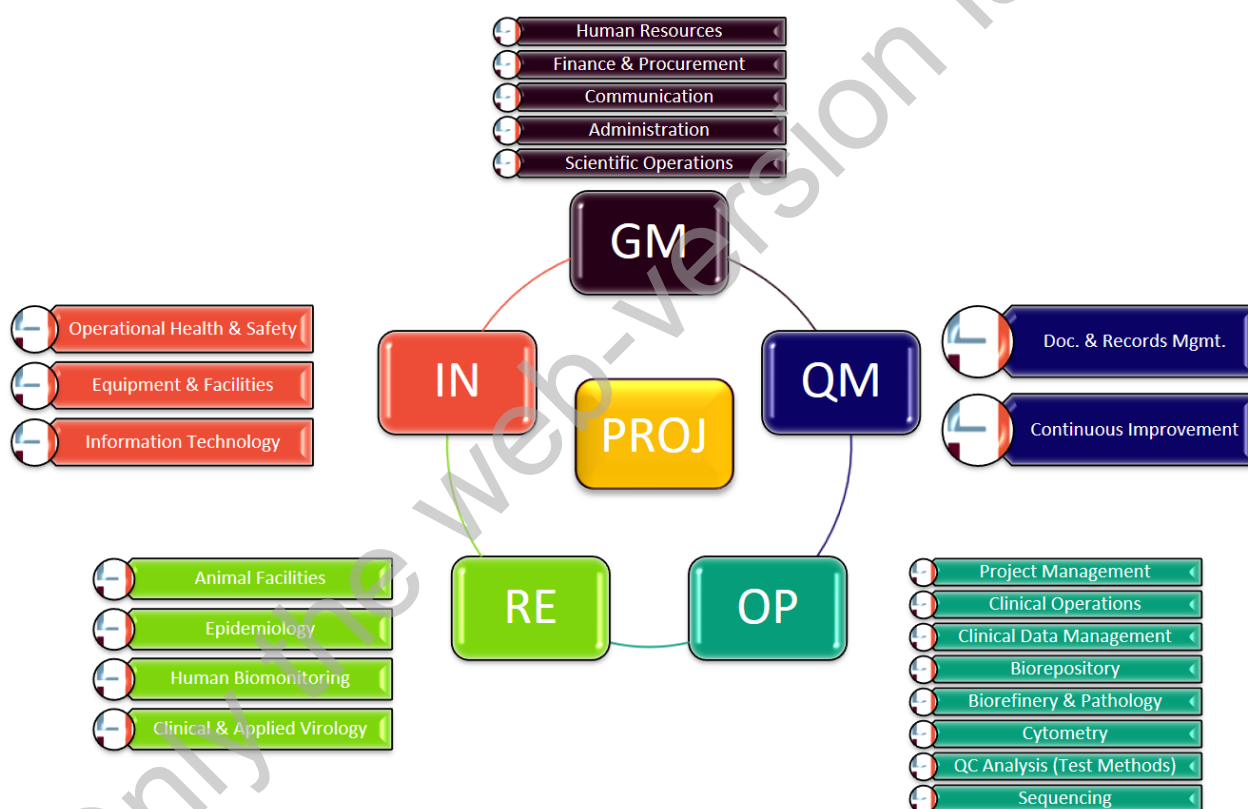 Human Resources
Finance & Procurement
Communication
Administration
Scientific Operations
GM
Operational Health & Safety
Equipment & Facilities
Information Technology
IN
PROJ
QM
Doc. & Records Mgmt.
Continuous Improvement
Animal Facilities
Epidemiology
Human Biomonitoring
Clinical & Applied Virology
RE
OP
Project Management
Clinical Operations
Clinical Data Management
Biorepository
Biorefinery & Pathology
Cytometry
QC Analysis (Test Methods)
Sequencing
only the web-version is